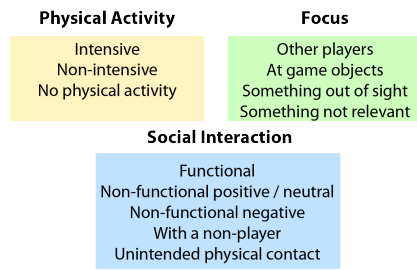 Physical Activity
Intensive
Non-intensive
No physical activity
Focus
Other players
At game objects
Something out of sight
Something not relevant
Social Interaction
Functional
Non-functional positive / neutral
Non-functional negative
With a non-player
Unintended physical contact